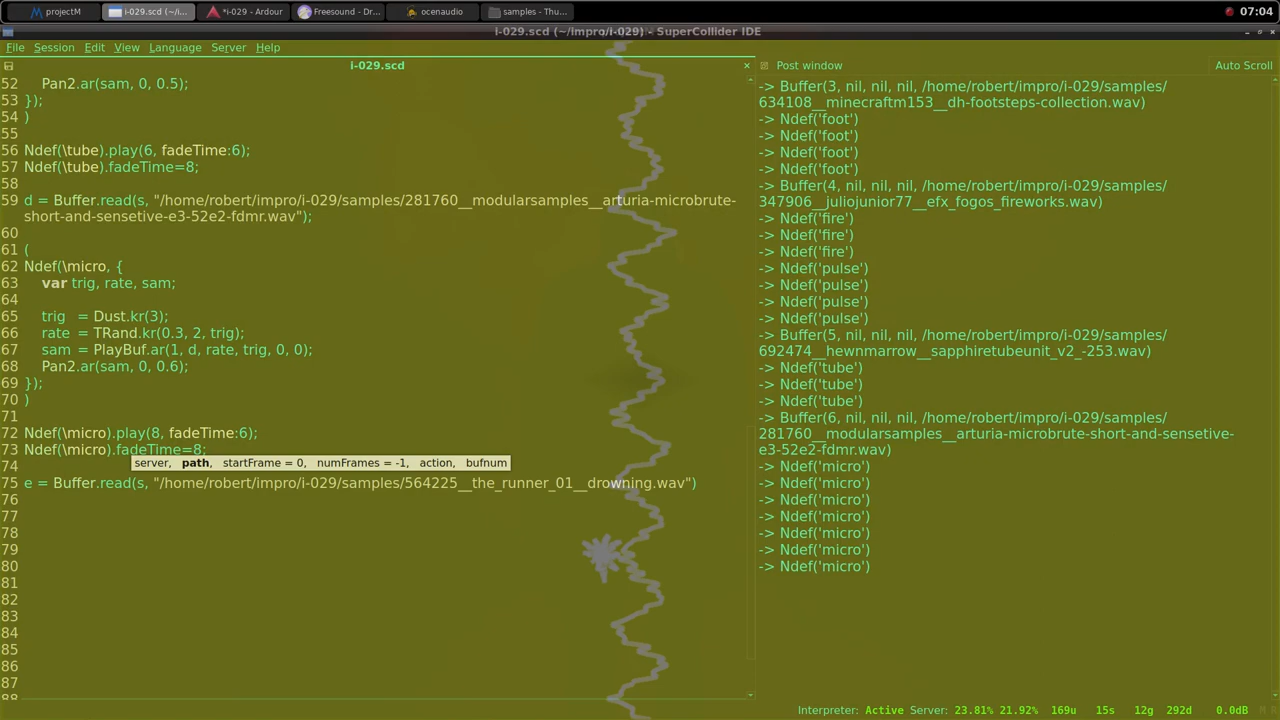 projectM
i-029.scd (~/i...
*i-029 - Ardour
Freesound - Dr...
ocenaudio
samples - Thu...
07:04
i-029.scd (~/impro/i-029) - SuperCollider IDE
File Session Edit View Language Server Help
i-029.scd
52 Pan2.ar(sam, 0, 0.5);
53 });
54 )
55
56 Ndef(\tube).play(6, fadeTime:6);
57 Ndef(\tube).fadeTime=8;
58
59 d = Buffer.read(s, "/home/robert/impro/i-029/samples/281760__modularsamples__arturia-microbrute-
short-and-sensetive-e3-52e2-fdmr.wav");
60
61 (
62 Ndef(\micro, {
63 var trig, rate, sam;
64
65 trig = Dust.kr(3);
66 rate = TRand.kr(0.3, 2, trig);
67 sam = PlayBuf.ar(1, d, rate, trig, 0, 0);
68 Pan2.ar(sam, 0, 0.6);
69 });
70 )
71
72 Ndef(\micro).play(8, fadeTime:6);
73 Ndef(\micro).fadeTime=8;
server, path, startFrame = 0, numFrames = -1, action, bufnum
74
75 e = Buffer.read(s, "/home/robert/impro/i-029/samples/564225__the_runner_01__drowning.wav")
76
77
78
79
80
81
82
83
84
85
86
87
88
Post window
Auto Scroll
-> Buffer(3, nil, nil, nil, /home/robert/impro/i-029/samples/
634108__minecraftm153__dh-footsteps-collection.wav)
-> Ndef('foot')
-> Ndef('foot')
-> Ndef('foot')
-> Ndef('foot')
-> Buffer(4, nil, nil, nil, /home/robert/impro/i-029/samples/
347906__juliojunior77__efx_fogos_fireworks.wav)
-> Ndef('fire')
-> Ndef('fire')
-> Ndef('fire')
-> Ndef('pulse')
-> Ndef('pulse')
-> Ndef('pulse')
-> Ndef('pulse')
-> Buffer(5, nil, nil, nil, /home/robert/impro/i-029/samples/
692474__hewnmarrow__sapphiretubeunit_v2_-253.wav)
-> Ndef('tube')
-> Ndef('tube')
-> Ndef('tube')
-> Buffer(6, nil, nil, nil, /home/robert/impro/i-029/samples/
281760__modularsamples__arturia-microbrute-short-and-sensetive-
e3-52e2-fdmr.wav)
-> Ndef('micro')
-> Ndef('micro')
-> Ndef('micro')
-> Ndef('micro')
-> Ndef('micro')
-> Ndef('micro')
-> Ndef('micro')
Interpreter: Active Server: 23.81% 21.92% 169u 15s 12g 292d 0.0dB